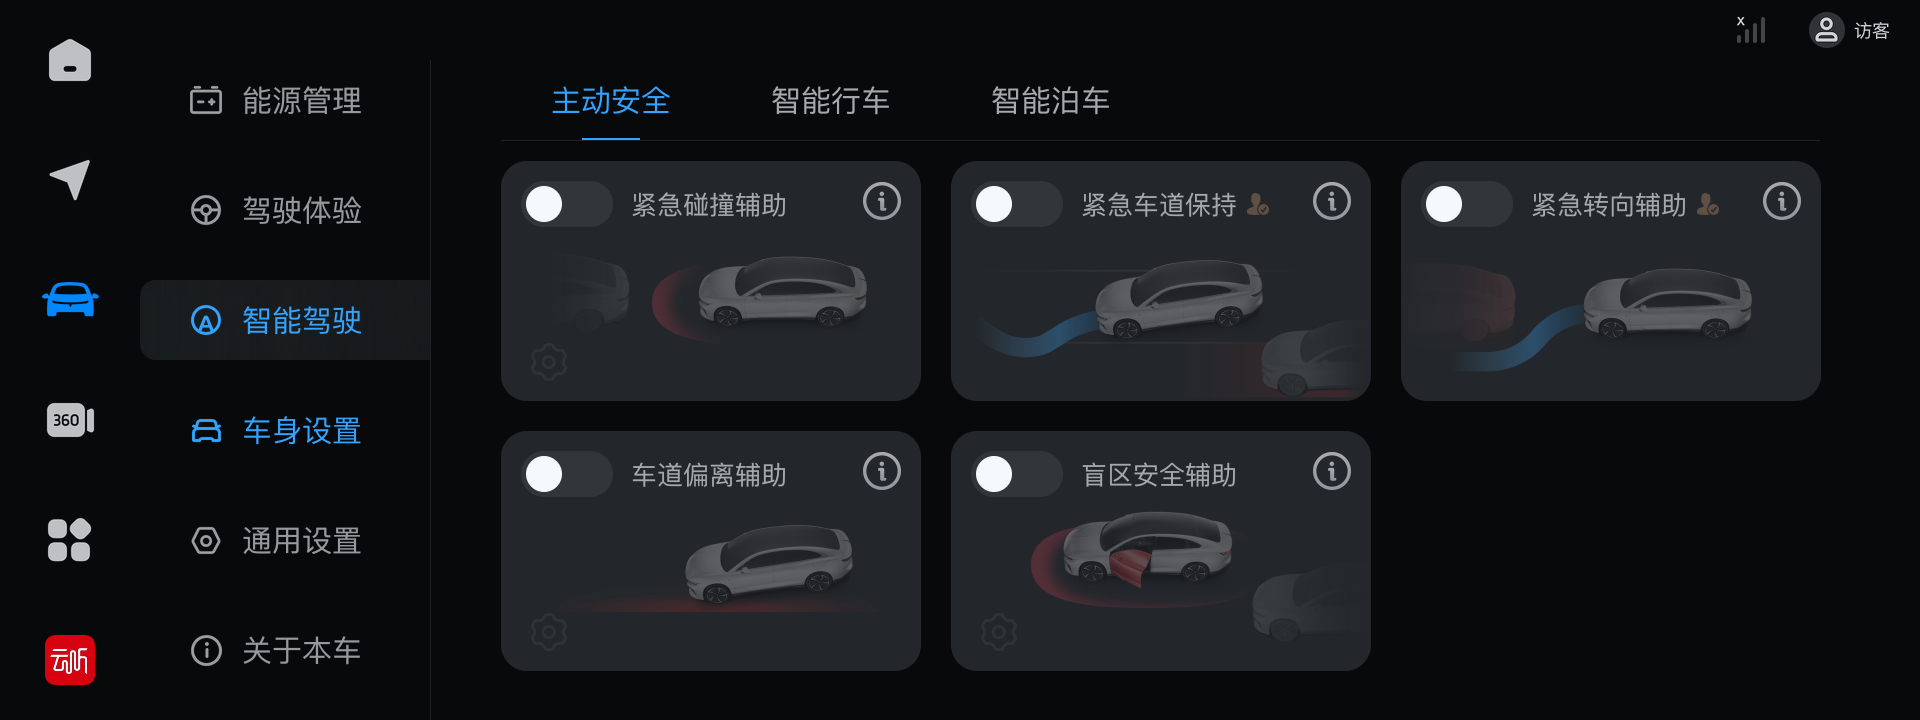 x
访客
能源管理
驾驶体验
智能驾驶
360
车身设置
通用设置
关于本车
云听
主动安全
智能行车
智能泊车
紧急碰撞辅助
紧急车道保持
紧急转向辅助
车道偏离辅助
盲区安全辅助